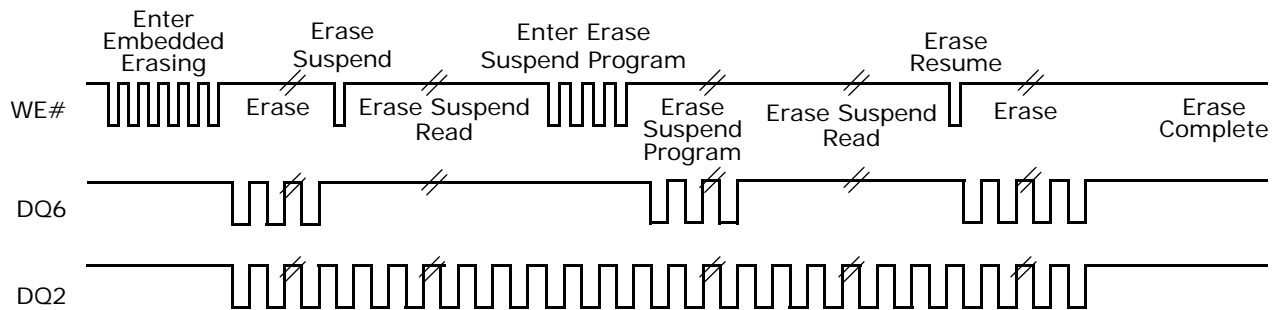 Enter
Embedded
Erasing
Erase
Suspend
Enter Erase
Suspend Program
Erase
Resume
WE#
Erase
Erase Suspend
Read
Erase
Suspend
Program
Erase Suspend
Read
Erase
Erase
Complete
DQ6
DQ2